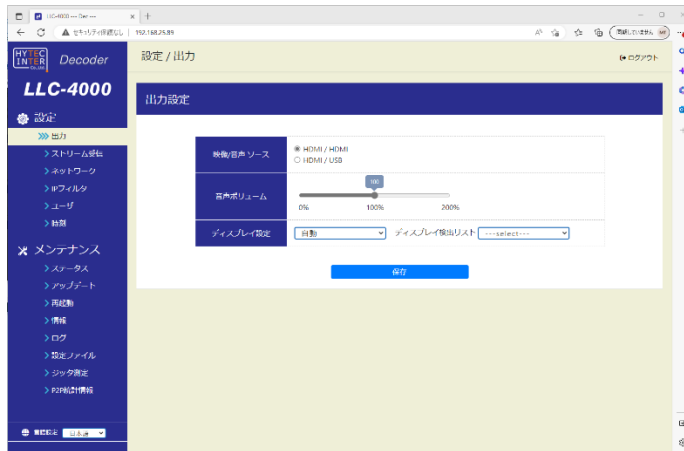 LLC-4000 --- Dec ---
セキュリティ保護なし
192.168.25.89
HYTEC INTER Decoder
LLC-4000
設定
出力
ストリーム受信
ネットワーク
IPフィルタ
ユーザ
時刻
メンテナンス
ステータス
アップデート
再起動
情報
ログ
設定ファイル
ジッタ測定
P2P統計情報
日本語
設定 / 出力
ログアウト
出力設定
映像/音声 ソース
HDMI / HDMI
HDMI / USB
音声ボリューム
100
0% 100% 200%
ディスプレイ設定
自動
ディスプレイ検出リスト
---select---
保存